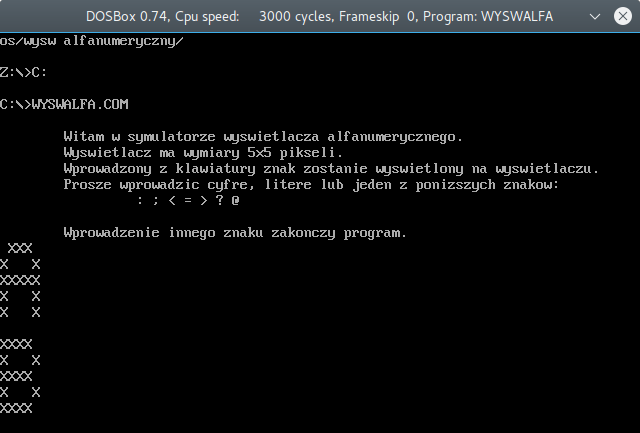 DOSBox 0.74, Cpu speed:    3000 cycles, Frameskip  0, Program: WYSWALFA
os/wysw alfanumeryczny/
Z:\>C:
C:\>WYSWALFA.COM
Witam w symulatorze wyswietlacza alfanumerycznego.
Wyswietlacz ma wymiary 5x5 pikseli.
Wprowadzony z klawiatury znak zostanie wyswietlony na wyswietlaczu.
Prosze wprowadzic cyfre, litere lub jeden z ponizszych znakow:
: ; < = > ? @
Wprowadzenie innego znaku zakonczy program.
 XXX
X   X
XXXXX
X   X
X   X
XXXX
X   X
XXXX
X   X
XXXX